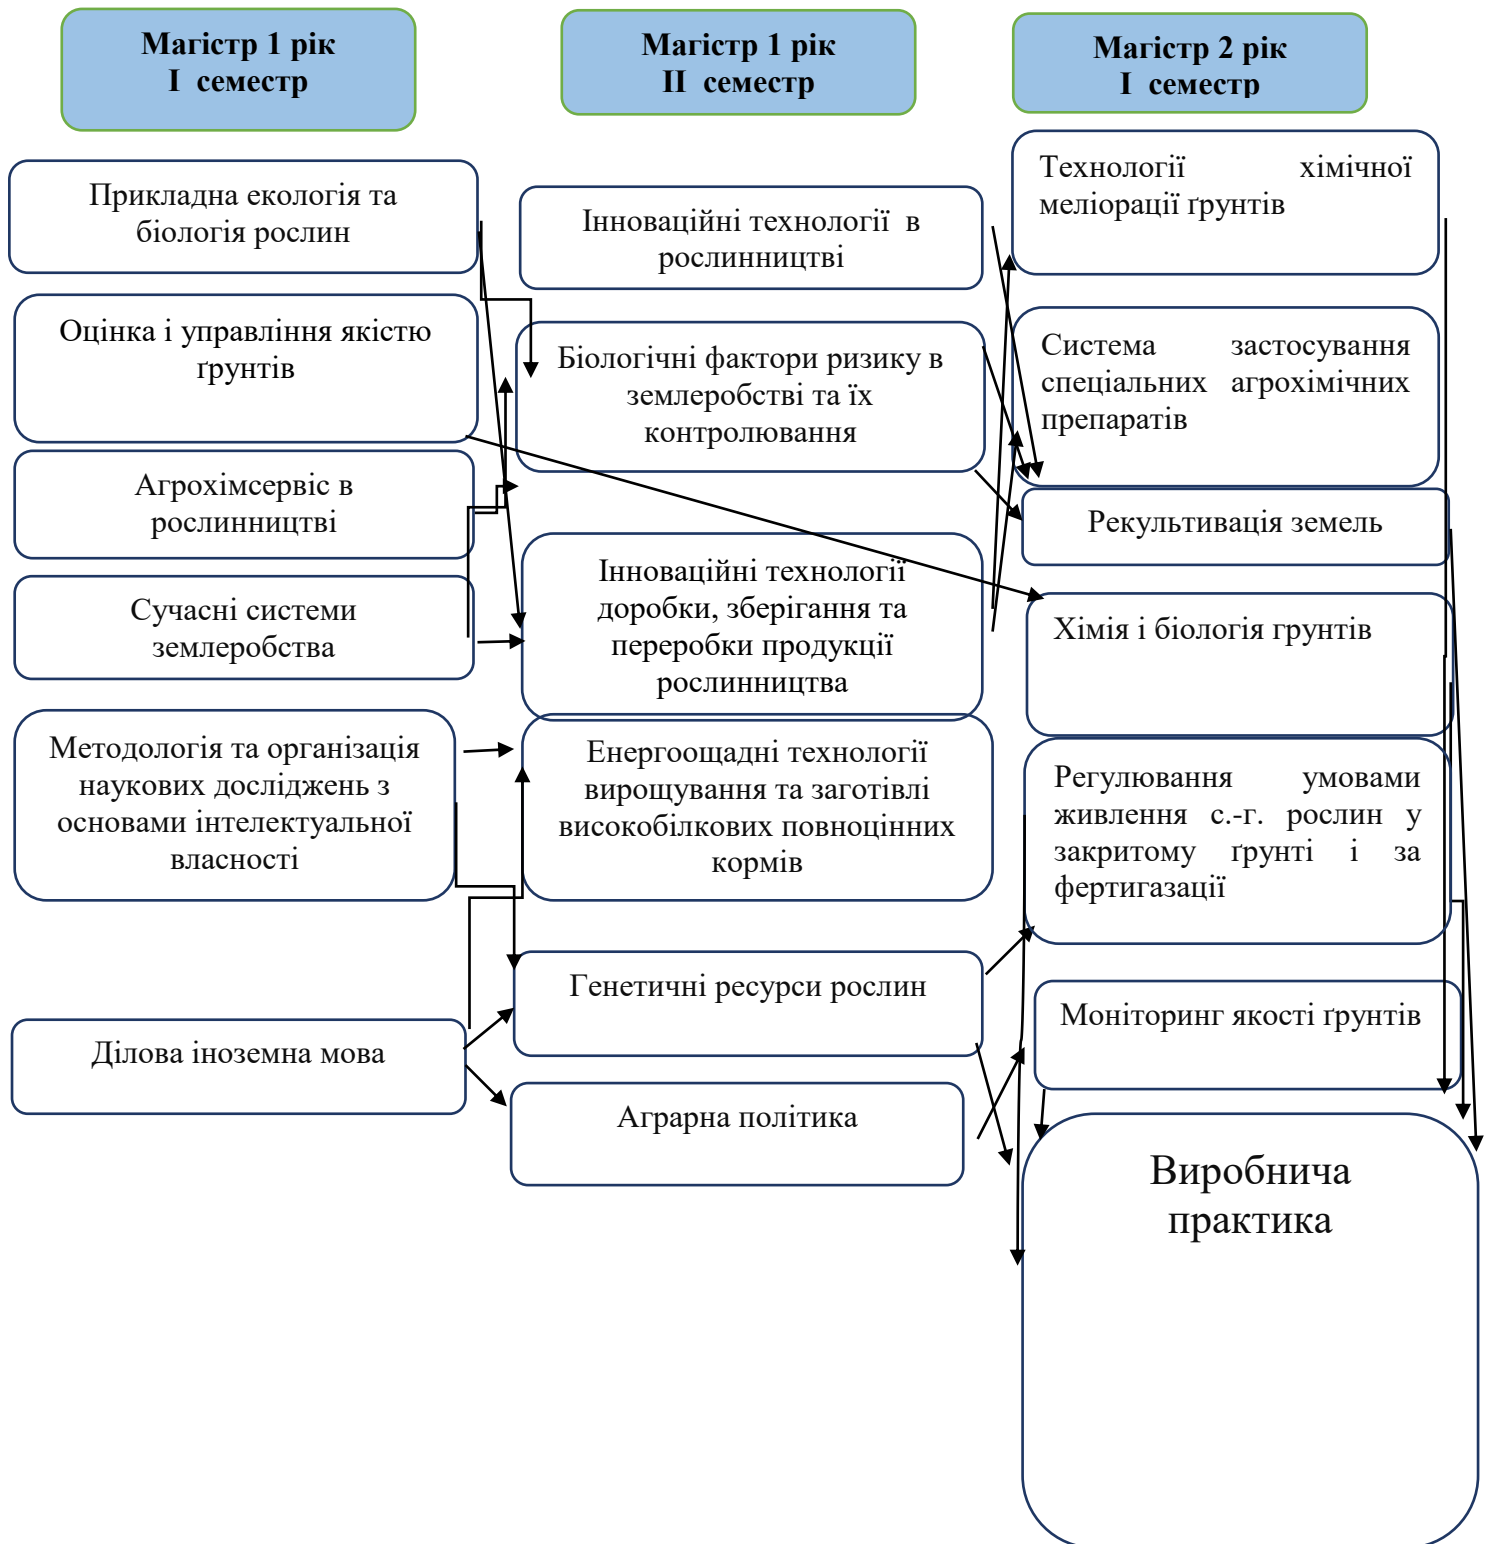 Магістр 1 рік
І семестр
Прикладна екологія та
біологія рослин
Оцінка і управління якістю
ґрунтів
Агрохімсервіс в
рослинництві
Сучасні системи
землеробства
Методологія та організація
наукових досліджень з
основами інтелектуальної
власності
Ділова іноземна мова
Магістр 1 рік
ІІ семестр
Інноваційні технології в
рослинництві
Біологічні фактори ризику в
землеробстві та їх
контролювання
Інноваційні технології
доробки, зберігання та
переробки продукції
рослинництва
Енергоощадні технології
вирощування та заготівлі
високобілкових повноцінних
кормів
Генетичні ресурси рослин
Аграрна політика
Магістр 2 рік
І семестр
Технології хімічної
меліорації ґрунтів
Система застосування
спеціальних агрохімічних
препаратів
Рекультивація земель
Хімія і біологія грунтів
Регулювання умовами
живлення с.-г. рослин у
закритому ґрунті і за
фертигазації
Моніторинг якості ґрунтів
Виробнича
практика